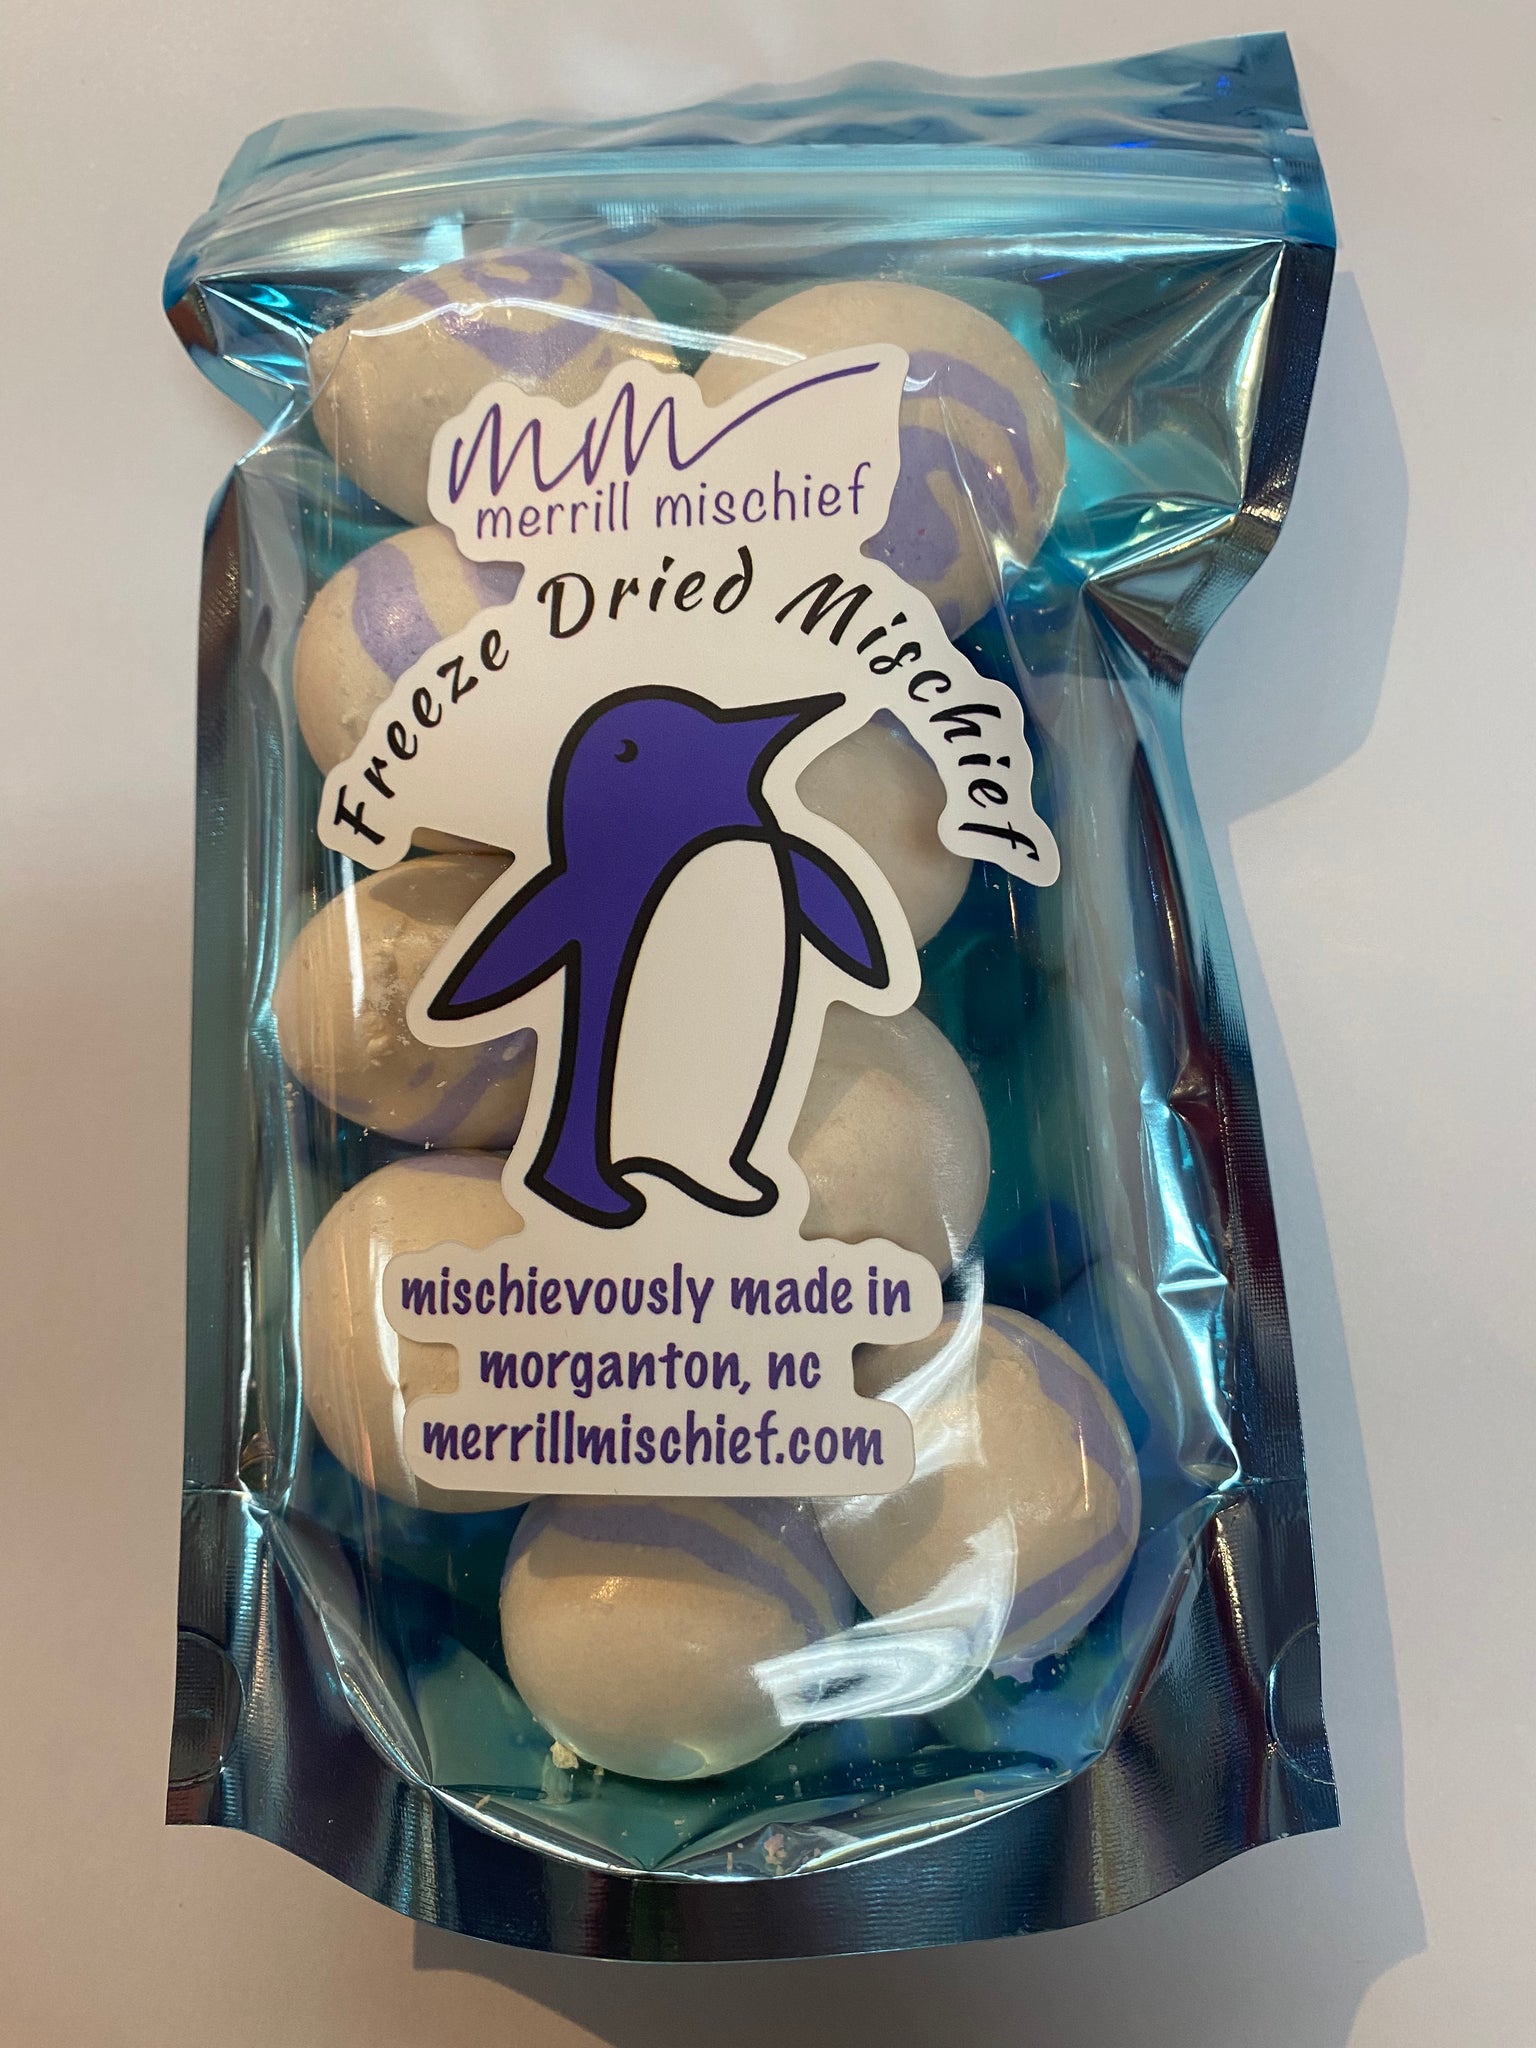 mm
merrill mischief
Freeze Dried Mischief
mischievously made in
morganton, nc
merrillmischief.com